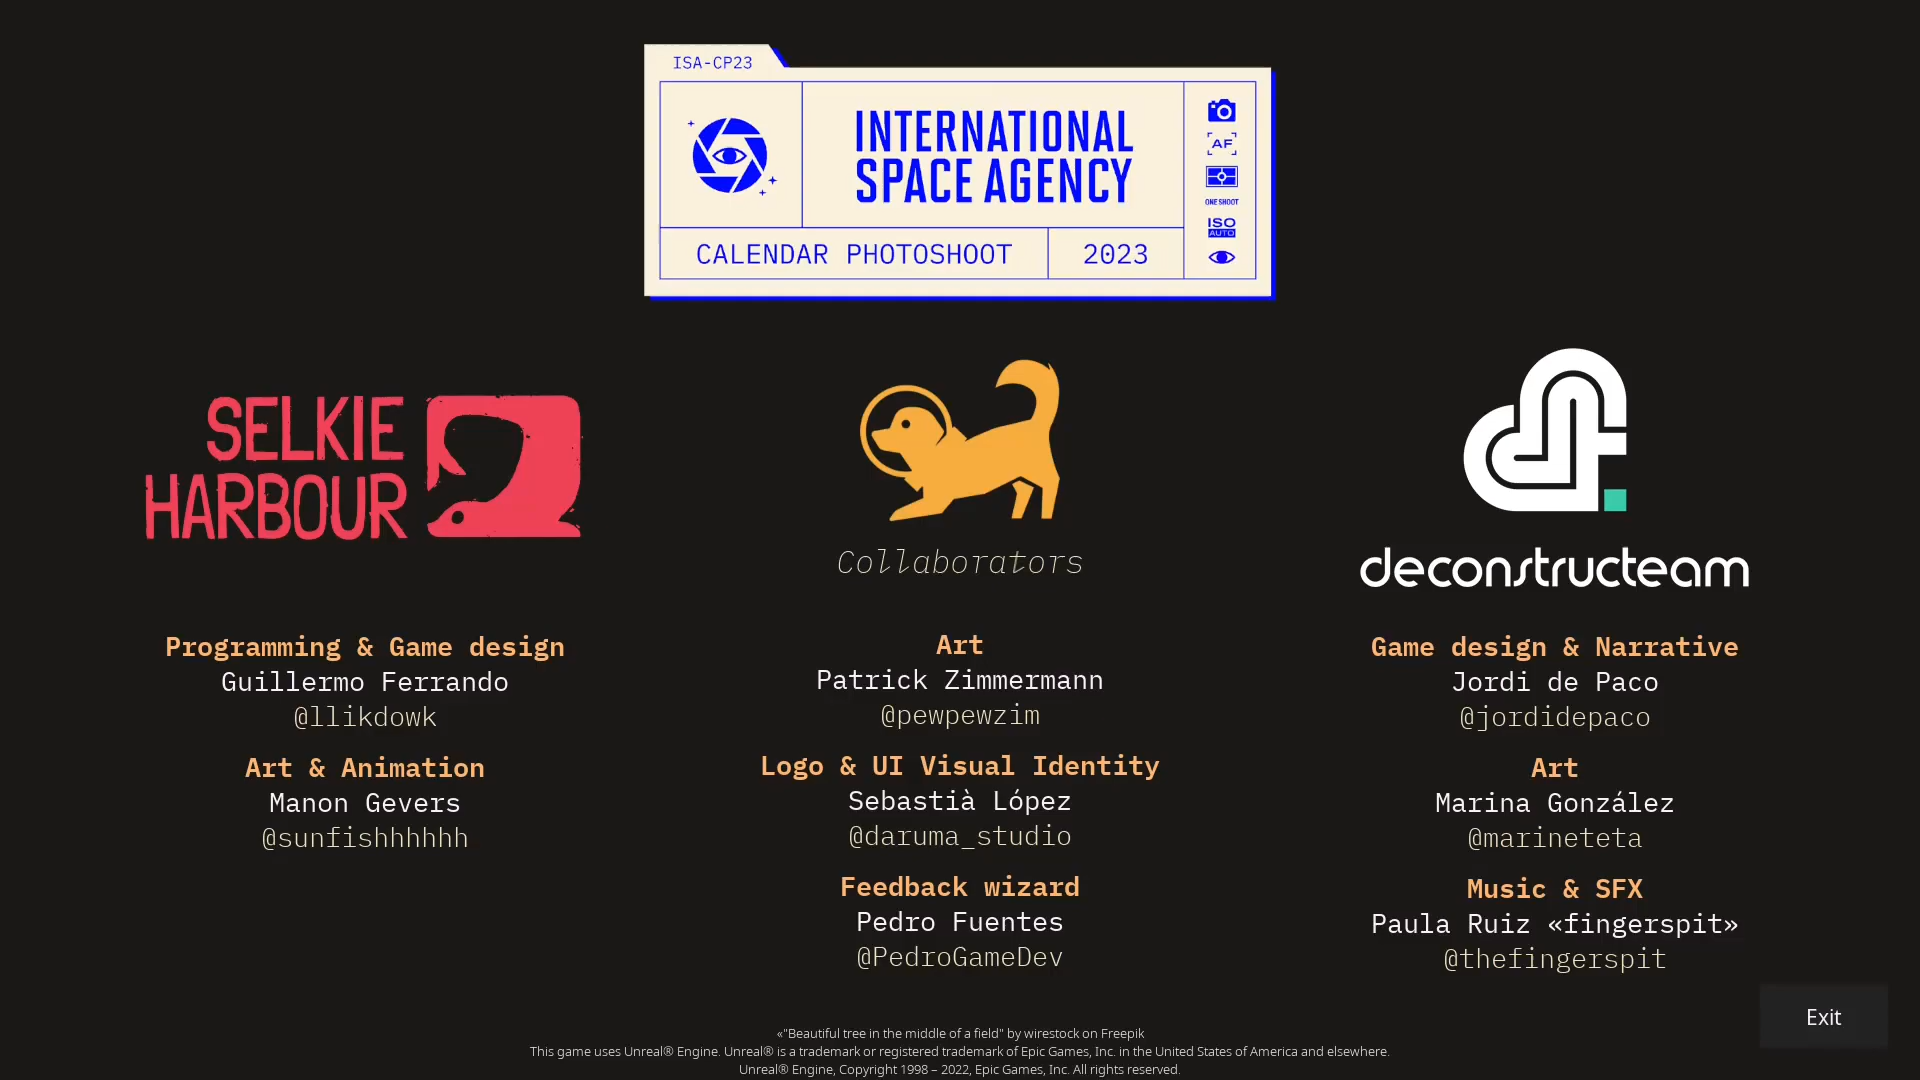 ISA-CP23
INTERNATIONAL
SPACE AGENCY
CALENDAR PHOTOSHOOT
2023
AF
ONE SHOOT
ISO
AUTO
SELKIE
HARBOUR
Programming & Game design
Guillermo Ferrando
@llikdowk
Art & Animation
Manon Gevers
@sunfishhhhhh
Collaborators
Art
Patrick Zimmermann
@pewpewzim
Logo & UI Visual Identity
Sebastià López
@daruma_studio
Feedback wizard
Pedro Fuentes
@PedroGameDev
deconstructeam
Game design & Narrative
Jordi de Paco
@jordidepaco
Art
Marina González
@marineteta
Music & SFX
Paula Ruiz «fingerspit»
@thefingerspit
Exit
«"Beautiful tree in the middle of a field" by wirestock on Freepik
This game uses Unreal® Engine. Unreal® is a trademark or registered trademark of Epic Games, Inc. in the United States of America and elsewhere.
Unreal® Engine, Copyright 1998 – 2022, Epic Games, Inc. All rights reserved.